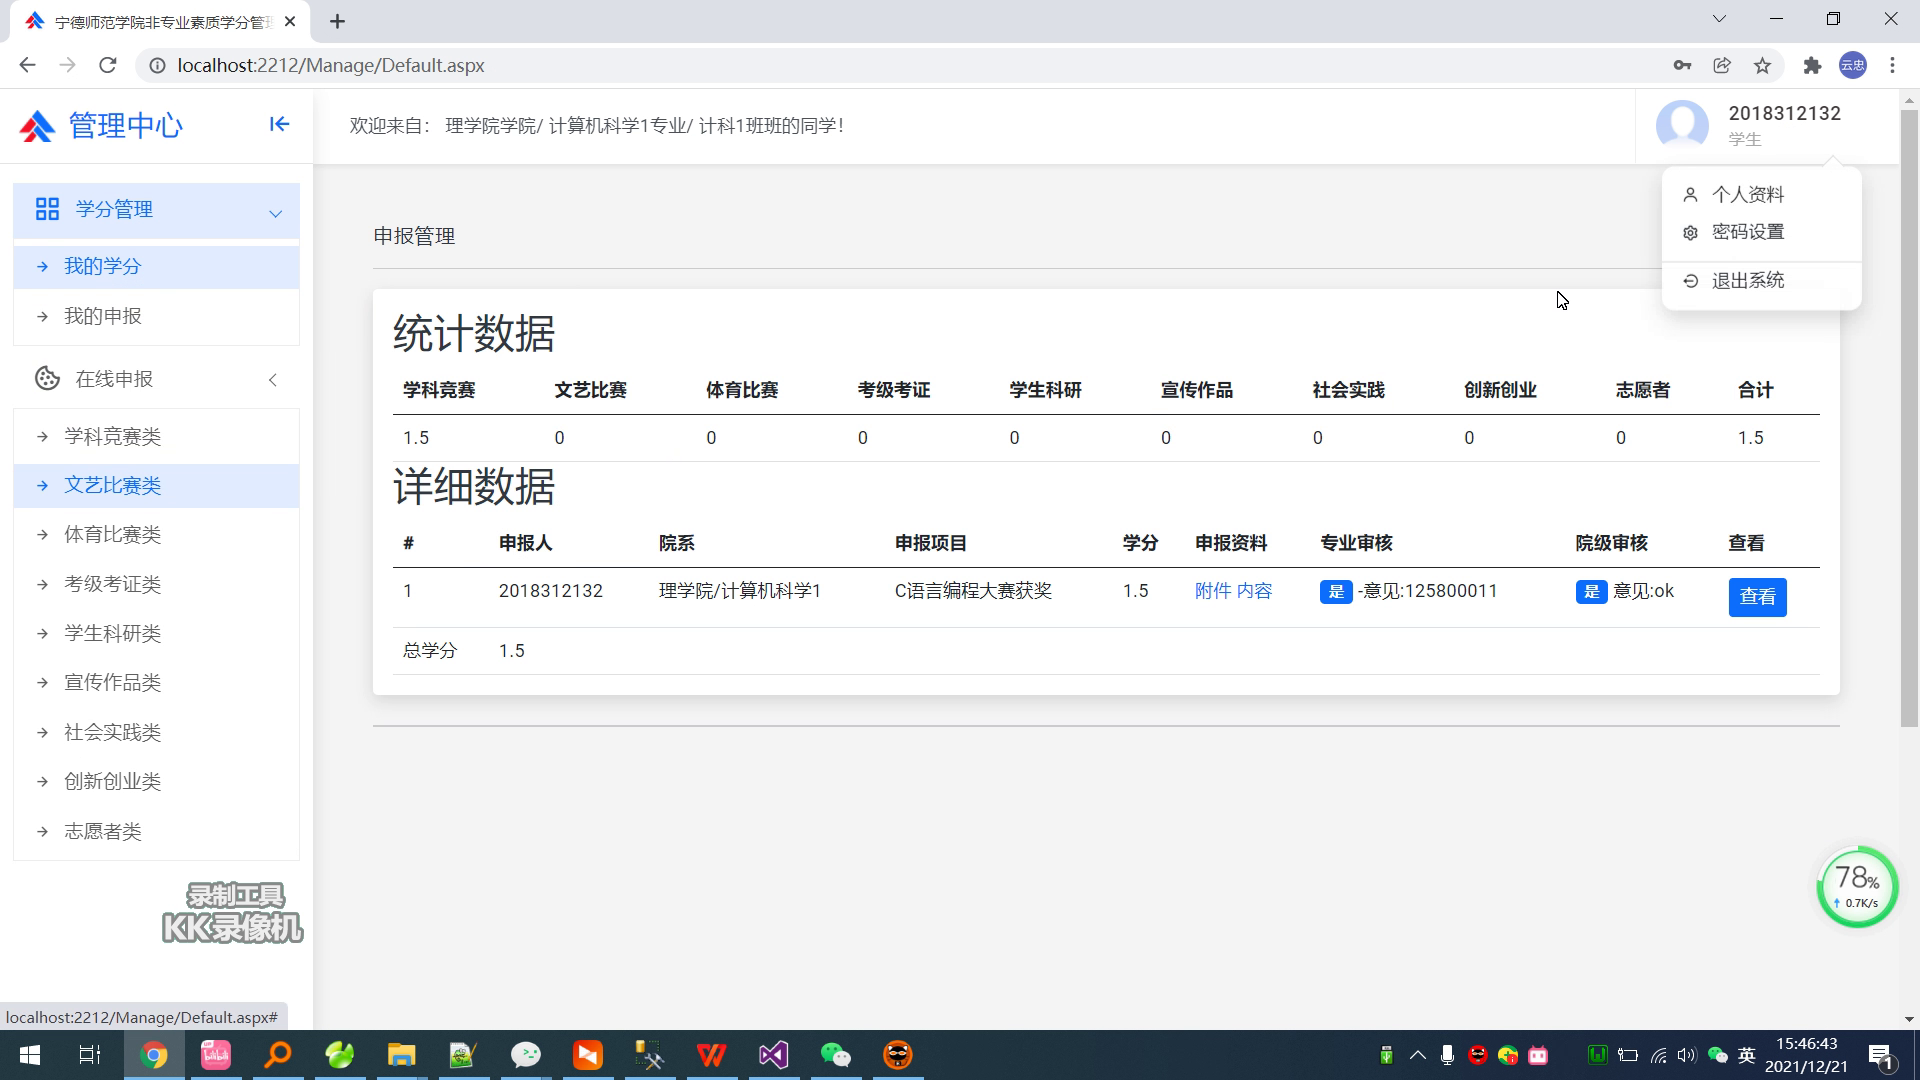 宁德师范学院非专业素质学分管理
localhost:2212/Manage/Default.aspx
云忠
管理中心
欢迎来自： 理学院学院/ 计算机科学1专业/ 计科1班班的同学！
2018312132
学生
个人资料
密码设置
退出系统
学分管理
我的学分
我的申报
在线申报
学科竞赛类
文艺比赛类
体育比赛类
考级考证类
学生科研类
宣传作品类
社会实践类
创新创业类
志愿者类
申报管理
统计数据
学科竞赛 文艺比赛 体育比赛 考级考证 学生科研 宣传作品 社会实践 创新创业 志愿者 合计
1.5 0 0 0 0 0 0 0 0 1.5
详细数据
# 申报人 院系 申报项目 学分 申报资料 专业审核 院级审核 查看
1 2018312132 理学院/计算机科学1 C语言编程大赛获奖 1.5 附件 内容 是 -意见:125800011 是 意见:ok 查看
总学分 1.5
录制工具
KK录像机
78%
0.7K/s
localhost:2212/Manage/Default.aspx#
英
15:46:43
2021/12/21
1